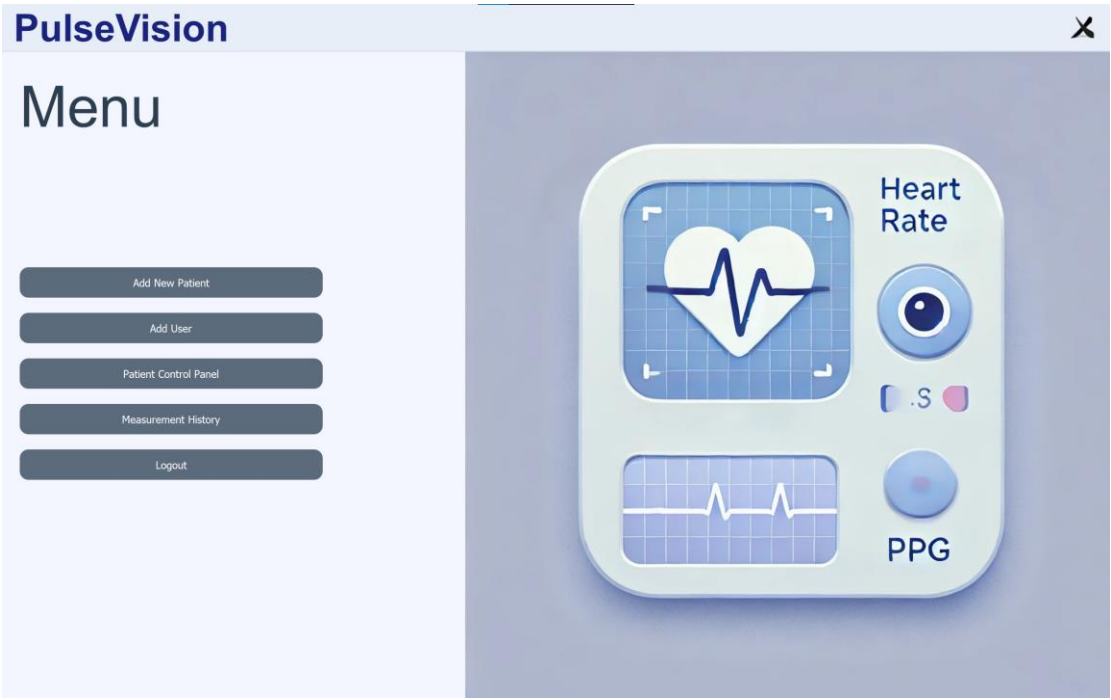 PulseVision
Menu
Add New Patient
Add User
Patient Control Panel
Measurement History
Logout
Heart
Rate
.S
PPG